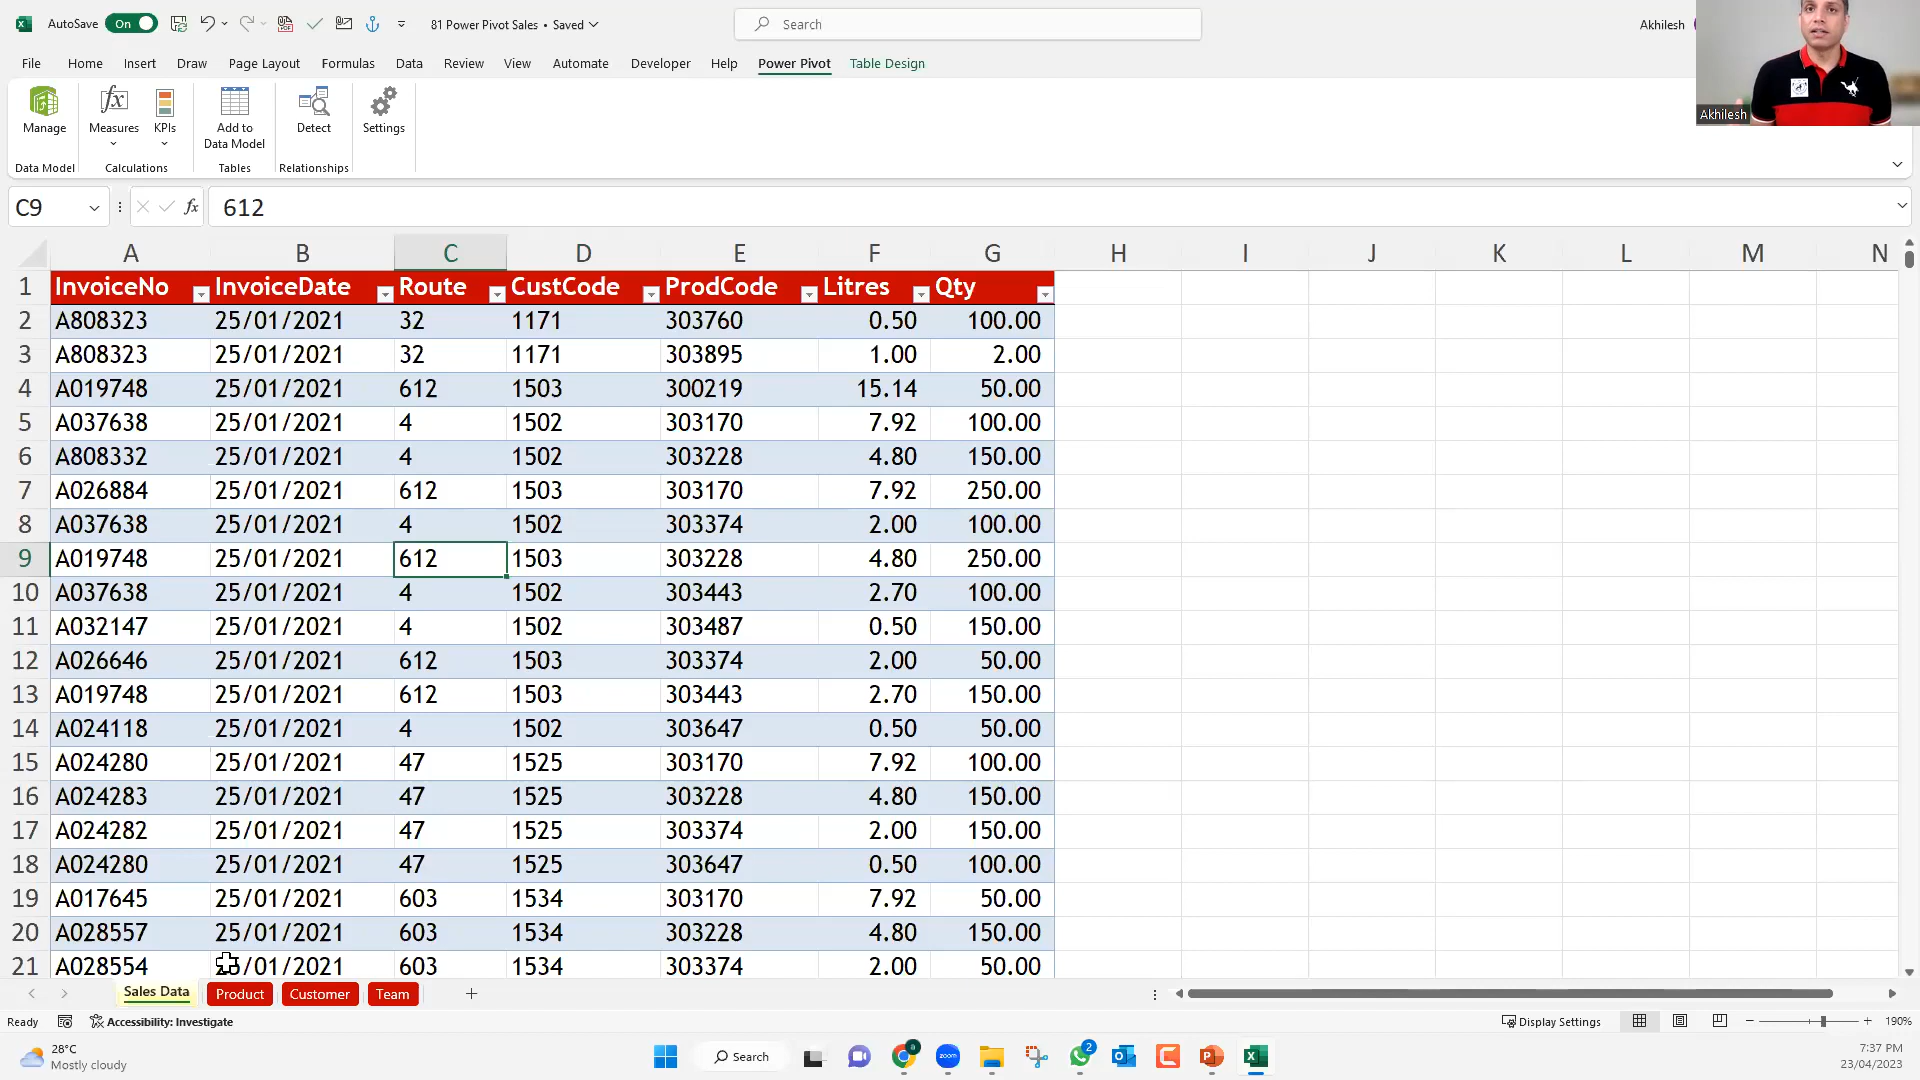 AutoSave On 81 Power Pivot Sales • Saved Search Akhilesh
File Home Insert Draw Page Layout Formulas Data Review View Automate Developer Help Power Pivot Table Design
Manage Measures KPIs Add to Data Model Detect Settings
Data Model Calculations Tables Relationships
Akhilesh
C9 fx 612
A B C D E F G H I J K L M N
1 InvoiceNo InvoiceDate Route CustCode ProdCode Litres Qty
2 A808323 25/01/2021 32 1171 303760 0.50 100.00
3 A808323 25/01/2021 32 1171 303895 1.00 2.00
4 A019748 25/01/2021 612 1503 300219 15.14 50.00
5 A037638 25/01/2021 4 1502 303170 7.92 100.00
6 A808332 25/01/2021 4 1502 303228 4.80 150.00
7 A026884 25/01/2021 612 1503 303170 7.92 250.00
8 A037638 25/01/2021 4 1502 303374 2.00 100.00
9 A019748 25/01/2021 612 1503 303228 4.80 250.00
10 A037638 25/01/2021 4 1502 303443 2.70 100.00
11 A032147 25/01/2021 4 1502 303487 0.50 150.00
12 A026646 25/01/2021 612 1503 303374 2.00 50.00
13 A019748 25/01/2021 612 1503 303443 2.70 150.00
14 A024118 25/01/2021 4 1502 303647 0.50 50.00
15 A024280 25/01/2021 47 1525 303170 7.92 100.00
16 A024283 25/01/2021 47 1525 303228 4.80 150.00
17 A024282 25/01/2021 47 1525 303374 2.00 150.00
18 A024280 25/01/2021 47 1525 303647 0.50 100.00
19 A017645 25/01/2021 603 1534 303170 7.92 50.00
20 A028557 25/01/2021 603 1534 303228 4.80 150.00
21 A028554 25/01/2021 603 1534 303374 2.00 50.00
Sales Data Product Customer Team
Ready Accessibility: Investigate Display Settings 190%
28°C Search 2 7:37 PM
Mostly cloudy 23/04/2023